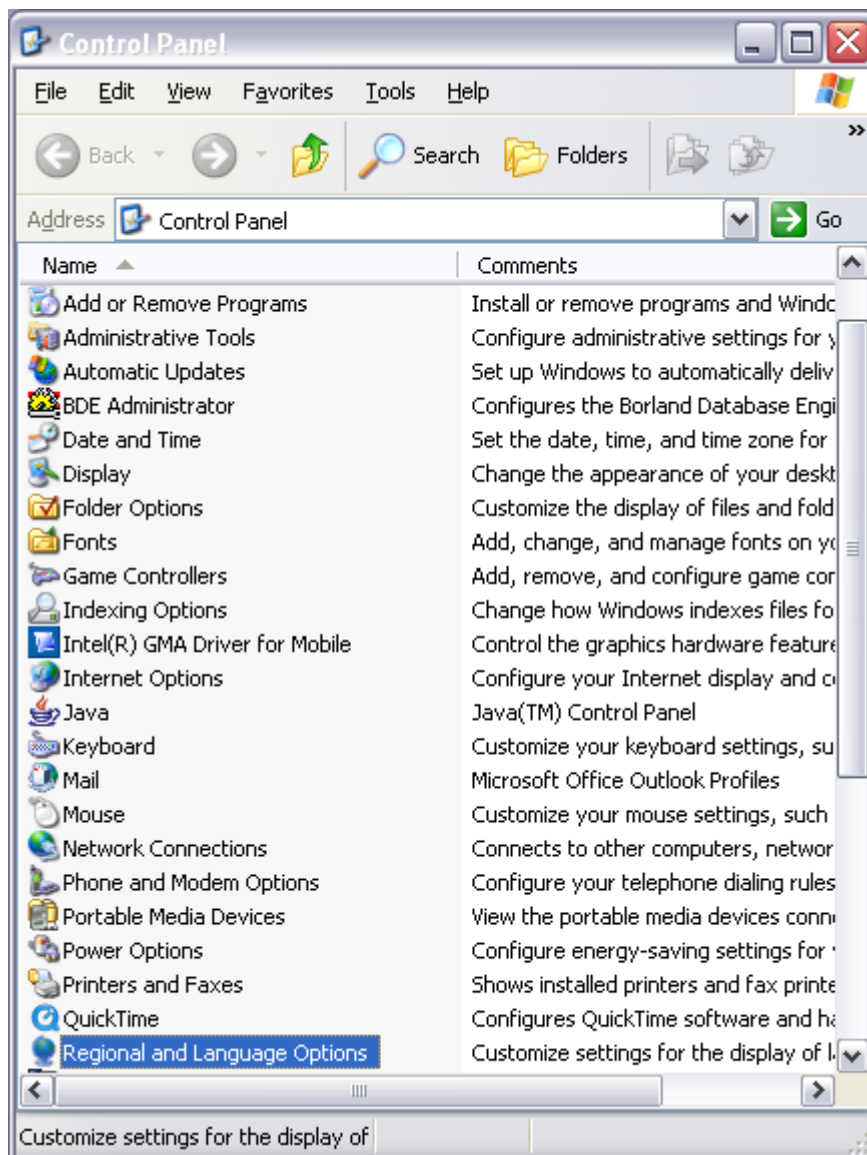 Control Panel
File Edit View Favorites Tools Help
Back Search Folders »
Address Control Panel Go
Name Comments
Add or Remove Programs Install or remove programs and Windo
Administrative Tools Configure administrative settings for y
Automatic Updates Set up Windows to automatically deliv
BDE Administrator Configures the Borland Database Engi
Date and Time Set the date, time, and time zone for
Display Change the appearance of your deskt
Folder Options Customize the display of files and fold
Fonts Add, change, and manage fonts on yo
Game Controllers Add, remove, and configure game con
Indexing Options Change how Windows indexes files fo
Intel(R) GMA Driver for Mobile Control the graphics hardware feature
Internet Options Configure your Internet display and c
Java Java(TM) Control Panel
Keyboard Customize your keyboard settings, su
Mail Microsoft Office Outlook Profiles
Mouse Customize your mouse settings, such
Network Connections Connects to other computers, networ
Phone and Modem Options Configure your telephone dialing rules
Portable Media Devices View the portable media devices conn
Power Options Configure energy-saving settings for
Printers and Faxes Shows installed printers and fax printe
QuickTime Configures QuickTime software and ha
Regional and Language Options Customize settings for the display of l
Customize settings for the display of